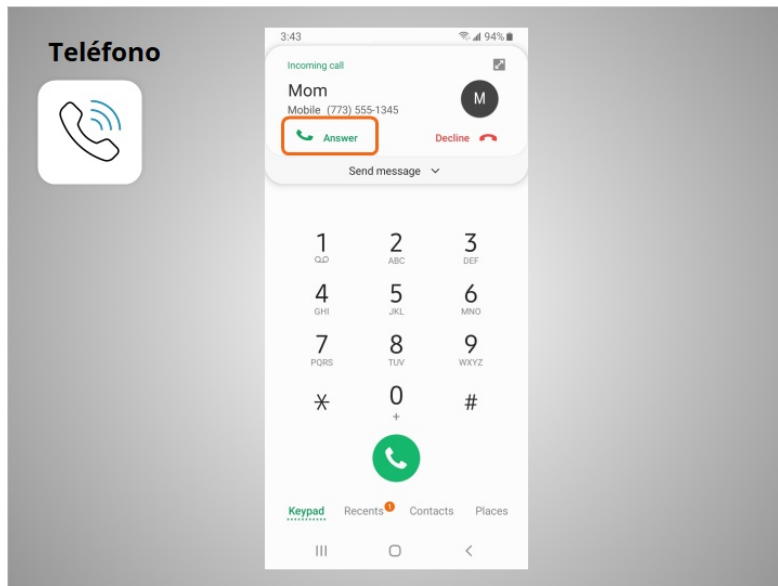 Teléfono
3:43 94%
Incoming call
Mom
Mobile (773) 555-1345
M
Answer Decline
Send message
1 2 3
ABC DEF
4 5 6
GHI JKL MNO
7 8 9
PQRS TUV WXYZ
* 0 #
+
Keypad Recents 1 Contacts Places